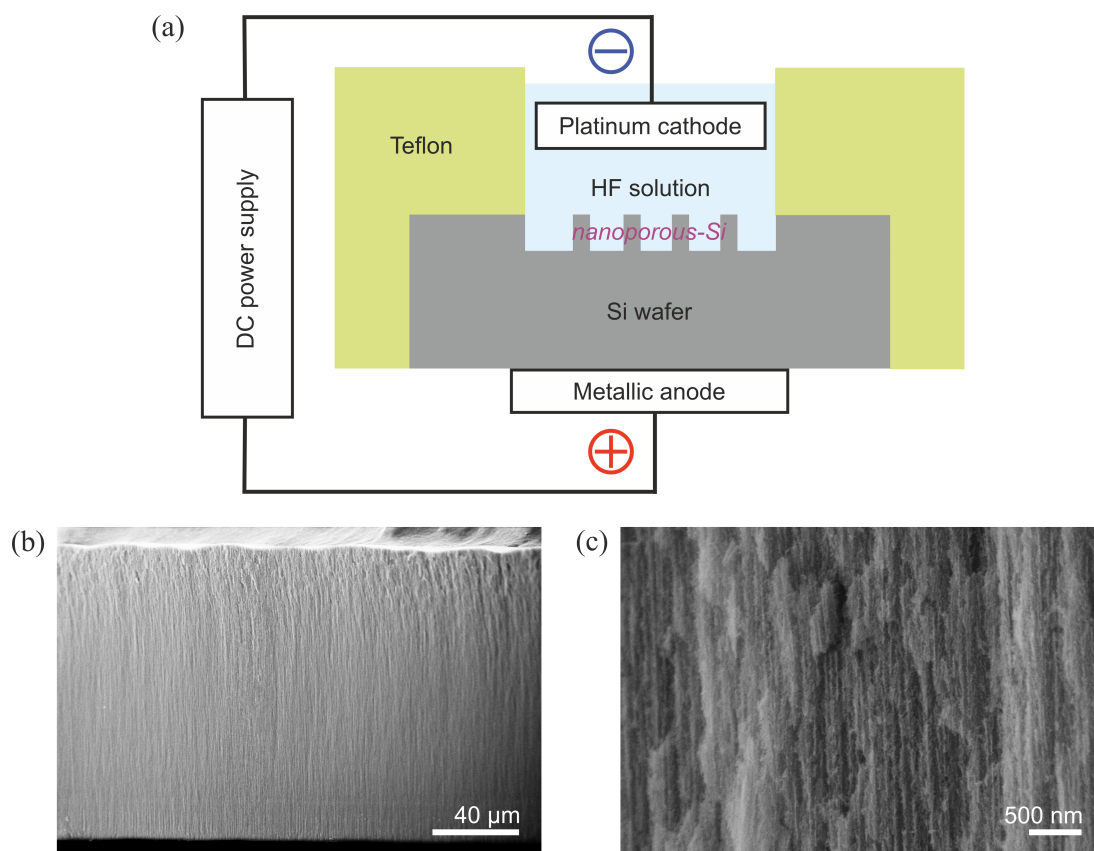 (a)
Platinum cathode
Teflon
HF solution
nanoporous-Si
DC power supply
Si wafer
Metallic anode
(b)
40 μm
(c)
500 nm